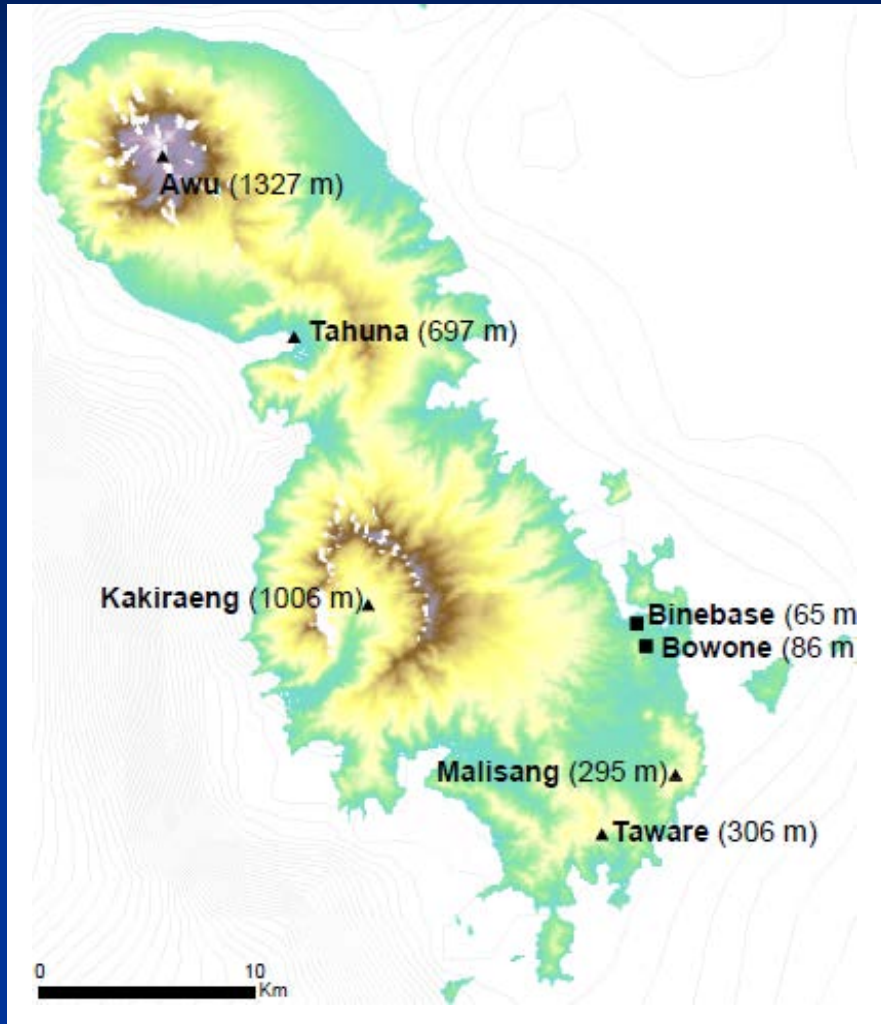 Awu (1327 m)
Tahuna (697 m)
Kakiraeng (1006 m)
Binebase (65 m
Bowone (86 m)
Malisang (295 m)
Taware (306 m)
0 10
Km